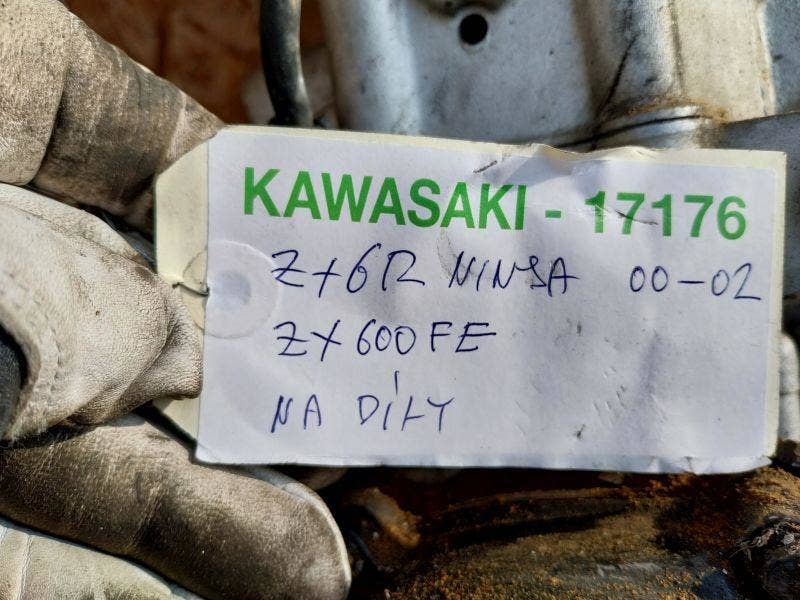 KAWASAKI - 17176
ZX6R NINJA 00-02
ZX600FE
NA DÍLY